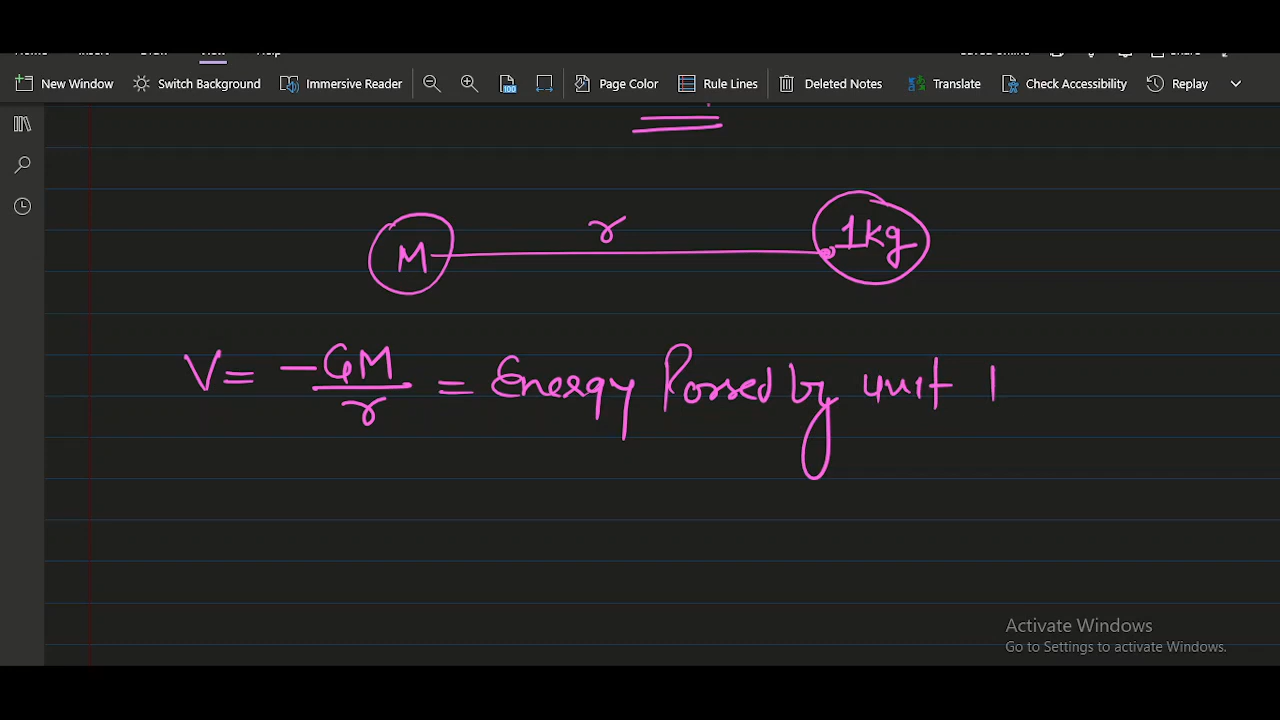 New Window Switch Background Immersive Reader 100 Page Color Rule Lines Deleted Notes Translate Check Accessibility Replay
M r 1Kg
V = -GM/r = Energy Possed by unit
Activate Windows
Go to Settings to activate Windows.